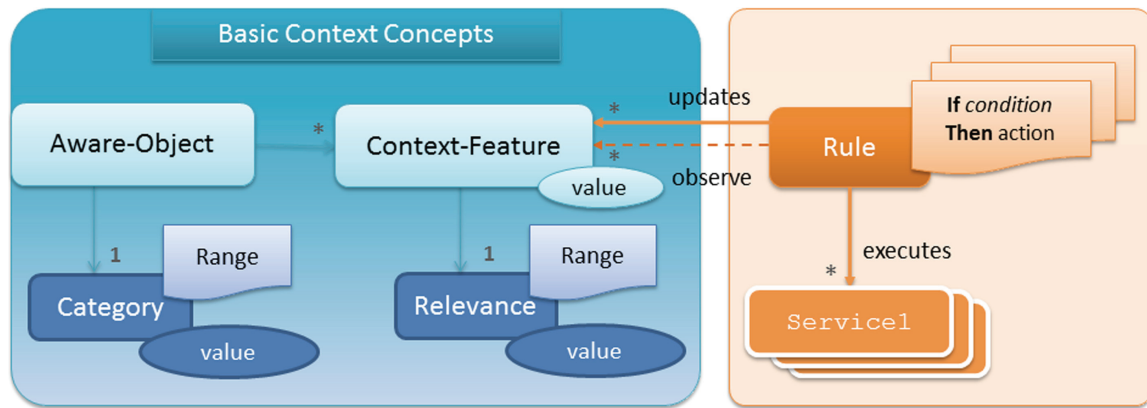 Basic Context Concepts
Aware-Object
*
Context-Feature
value
*
updates
*
observe
Rule
If condition
Then action
1
Range
Category
value
1
Range
Relevance
value
executes
*
Service1